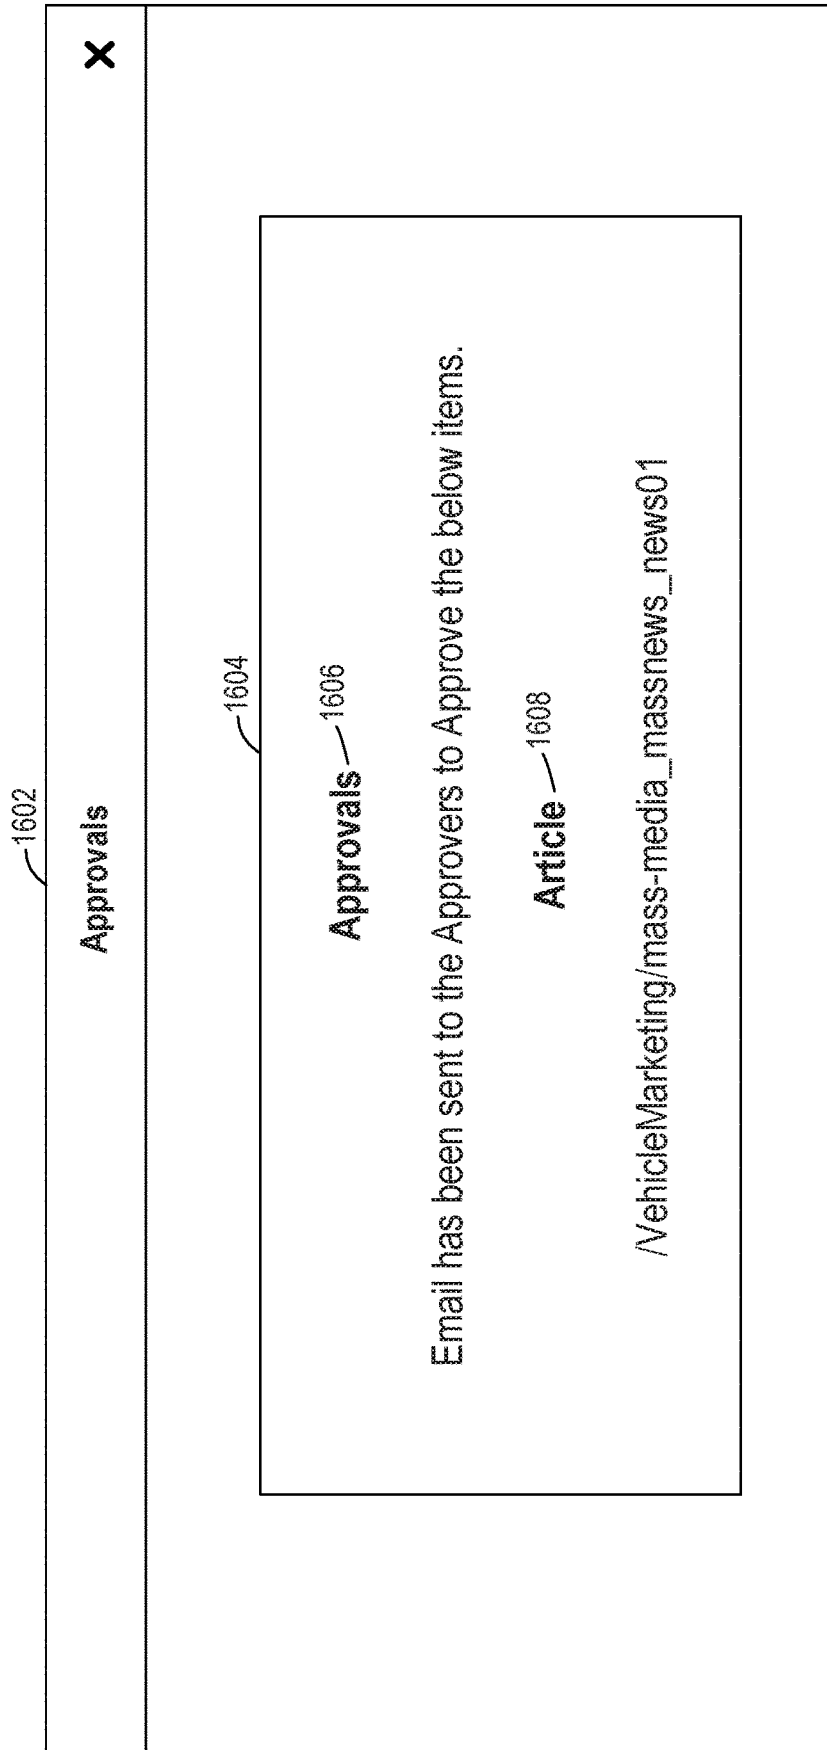 1602
Approvals
X
1604
Approvals
1606
Email has been sent to the Approvers to Approve the below items.
Article
1608
/VehicleMarketing/mass-media_massnews_news01